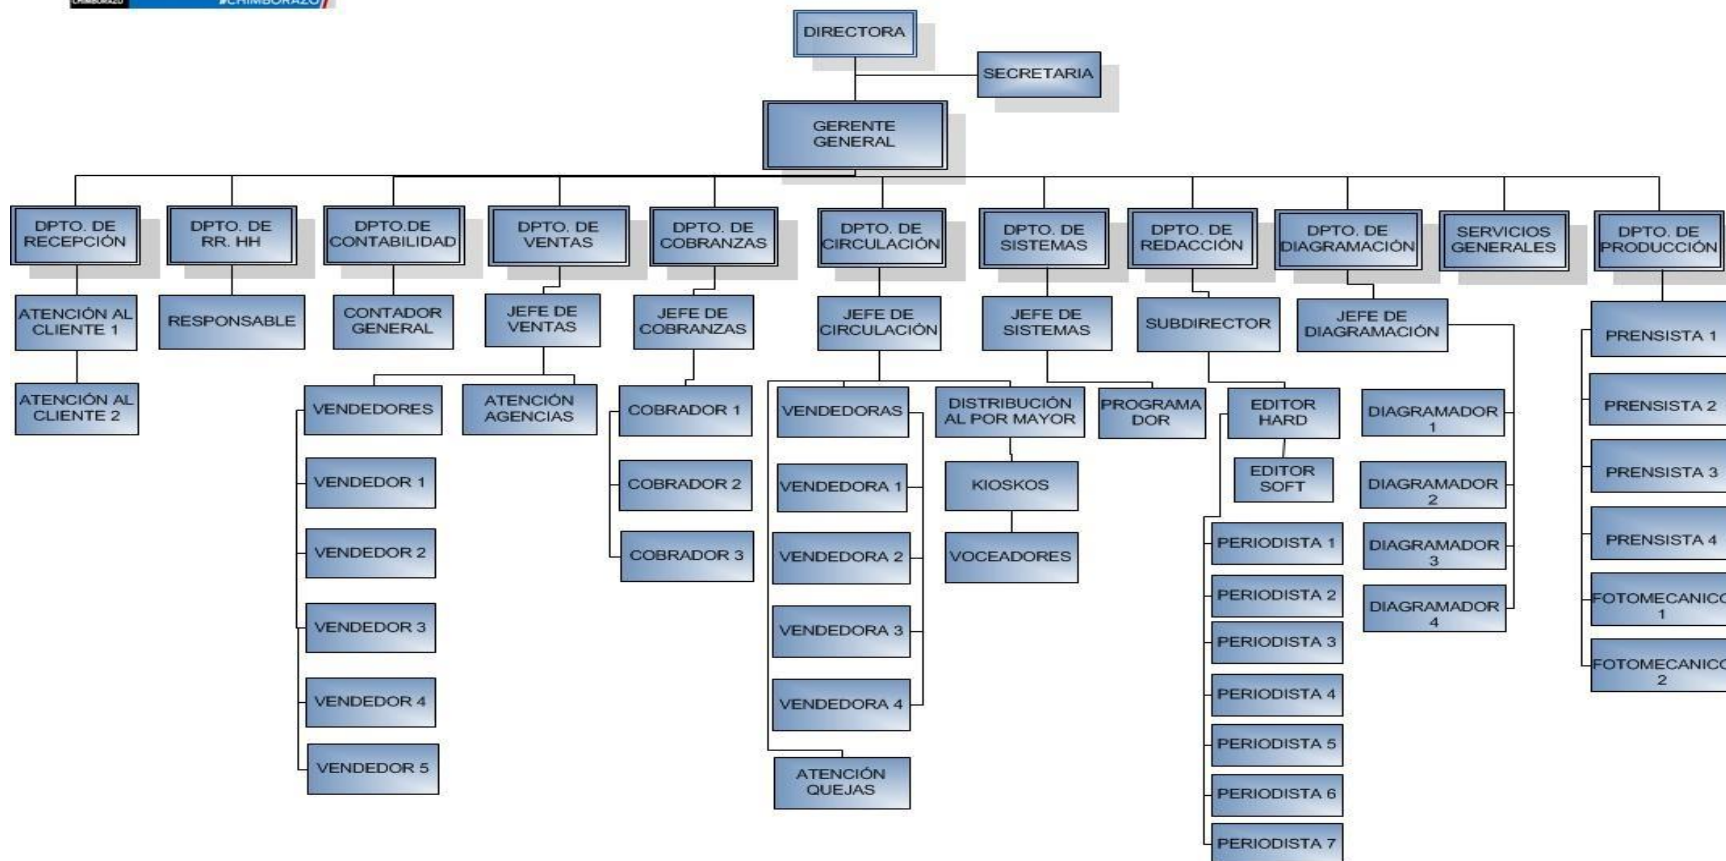 CHIMBORAZO
#CHIMBORAZO
DIRECTORA
SECRETARIA
GERENTE
GENERAL
DPTO. DE
RECEPCIÓN
DPTO. DE
RR. HH
DPTO.DE
CONTABILIDAD
DPTO. DE
VENTAS
DPTO. DE
COBRANZAS
DPTO. DE
CIRCULACIÓN
DPTO. DE
SISTEMAS
DPTO. DE
REDACCIÓN
DPTO. DE
DIAGRAMACIÓN
SERVICIOS
GENERALES
DPTO. DE
PRODUCCIÓN
ATENCIÓN AL
CLIENTE 1
RESPONSABLE
CONTADOR
GENERAL
JEFE DE
VENTAS
JEFE DE
COBRANZAS
JEFE DE
CIRCULACIÓN
JEFE DE
SISTEMAS
SUBDIRECTOR
JEFE DE
DIAGRAMACIÓN
PRENSISTA 1
ATENCIÓN AL
CLIENTE 2
VENDEDORES
ATENCIÓN
AGENCIAS
COBRADOR 1
VENDEDORAS
DISTRIBUCIÓN
AL POR MAYOR
PROGRAMA
DOR
EDITOR
HARD
DIAGRAMADOR
1
PRENSISTA 2
VENDEDOR 1
COBRADOR 2
VENDEDORA 1
KIOSKOS
EDITOR
SOFT
DIAGRAMADOR
2
PRENSISTA 3
VENDEDOR 2
COBRADOR 3
VENDEDORA 2
VOCEADORES
PERIODISTA 1
DIAGRAMADOR
3
PRENSISTA 4
PERIODISTA 2
DIAGRAMADOR
4
FOTOMECANICO
1
VENDEDOR 3
VENDEDORA 3
PERIODISTA 3
FOTOMECANICO
2
VENDEDOR 4
VENDEDORA 4
PERIODISTA 4
PERIODISTA 5
VENDEDOR 5
ATENCIÓN
QUEJAS
PERIODISTA 6
PERIODISTA 7